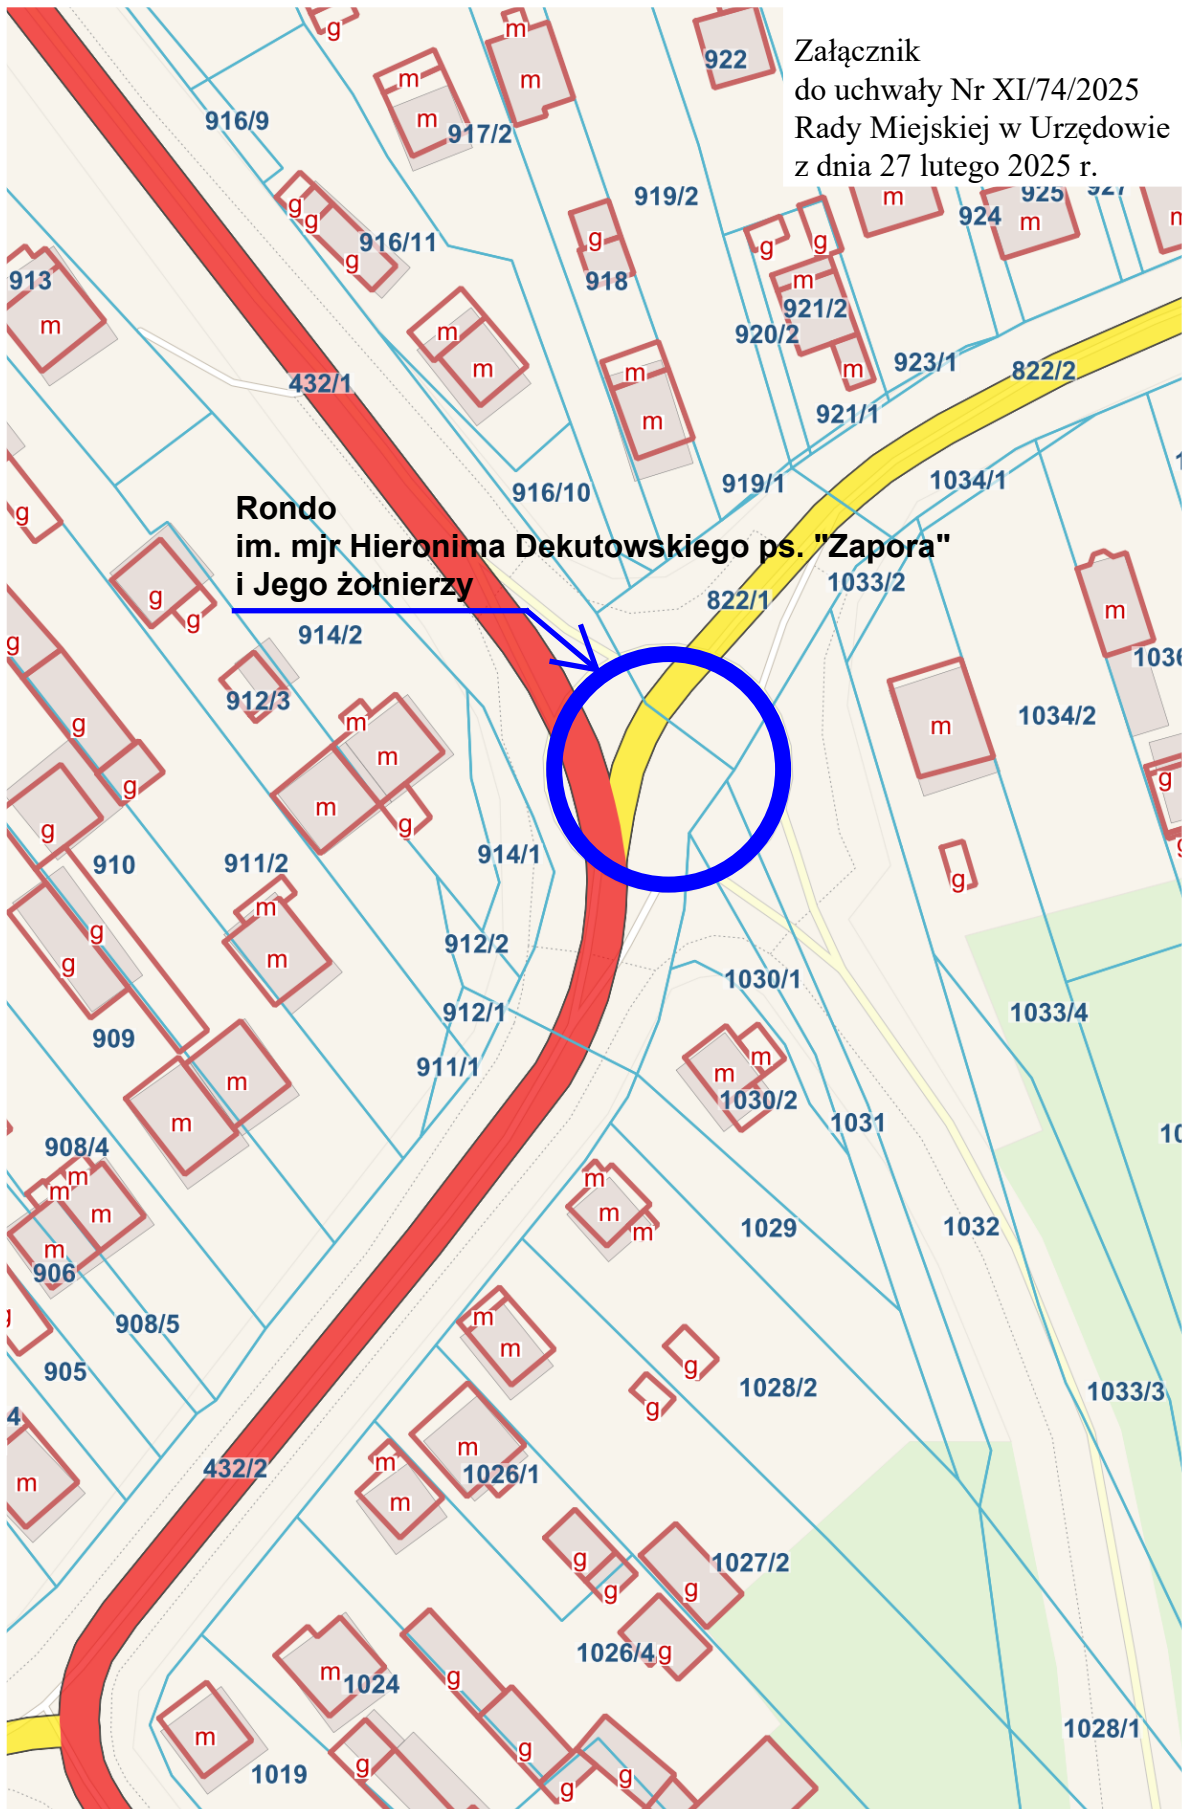 Załącznik
do uchwały Nr XI/74/2025
Rady Miejskiej w Urzędowie
z dnia 27 lutego 2025 r.
g
m
m
m
m
922
916/9
917/2
919/2
m
924
925
m
927
g
g
g
916/11
g
918
g
g
m
921/2
920/2
913
m
m
m
m
m
m
923/1
822/2
432/1
921/1
916/10
919/1
1034/1
Rondo
im. mjr Hieronima Dekutowskiego ps. "Zapora"
i Jego żołnierzy
g
g
g
914/2
822/1
1033/2
m
1034/2
g
g
912/3
m
m
m
m
g
g
g
g
910
911/2
914/1
g
g
m
m
g
g
912/2
1030/1
912/1
1033/4
909
911/1
m
m
1030/2
1031
m
m
908/4
m
m
m
m
906
m
m
m
1029
1032
908/5
905
m
m
g
g
1028/2
1033/3
m
m
1026/1
m
m
432/2
g
g
1027/2
g
1026/4
g
m
1024
g
m
1019
g
g
g
g
1028/1